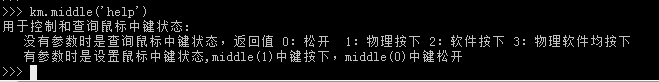 >>> km.middle('help')
用于控制和查询鼠标中键状态：
没有参数时是查询鼠标中键状态，返回值 0：松开  1：物理按下 2：软件按下 3：物理软件均按下
有参数时是设置鼠标中键状态,middle(1)中键按下，middle(0)中键松开
>>>